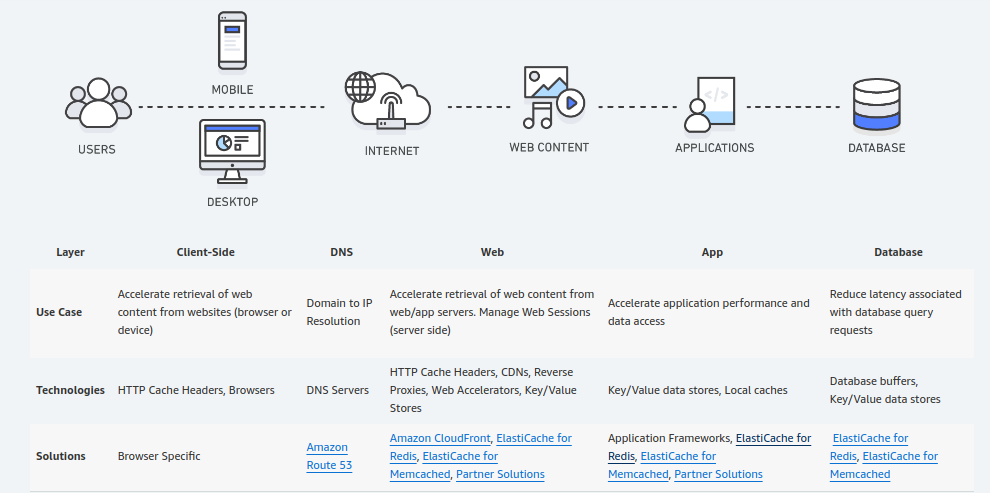 MOBILE
USERS
INTERNET
WEB CONTENT
</>
APPLICATIONS
DATABASE
DESKTOP
Layer
Client-Side
DNS
Web
App
Database
Use Case
Accelerate retrieval of web
content from websites (browser or
device)
Domain to IP
Resolution
Accelerate retrieval of web content from
web/app servers. Manage Web Sessions
(server side)
Accelerate application performance and
data access
Reduce latency associated
with database query
requests
Technologies
HTTP Cache Headers, Browsers
DNS Servers
HTTP Cache Headers, CDNs, Reverse
Proxies, Web Accelerators, Key/Value
Stores
Key/Value data stores, Local caches
Database buffers,
Key/Value data stores
Solutions
Browser Specific
Amazon
Route 53
Amazon CloudFront, ElastiCache for
Redis, ElastiCache for
Memcached, Partner Solutions
Application Frameworks, ElastiCache for
Redis, ElastiCache for
Memcached, Partner Solutions
ElastiCache for
Redis, ElastiCache for
Memcached